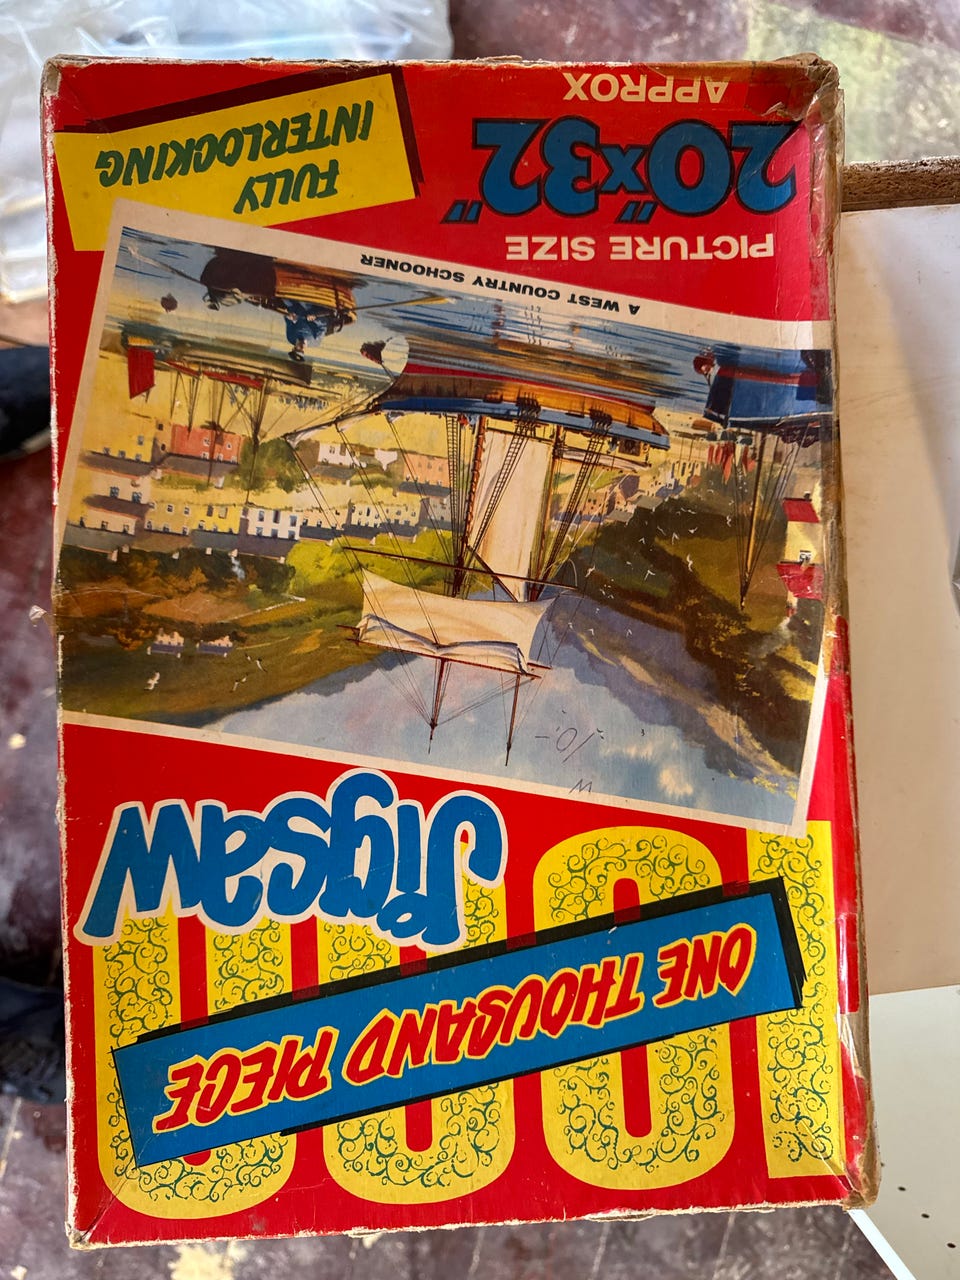 1000
ONE THOUSAND PIECE
Jigsaw
A WEST COUNTRY SCHOONER
PICTURE SIZE
20"x32"
APPROX
FULLY
INTERLOCKING